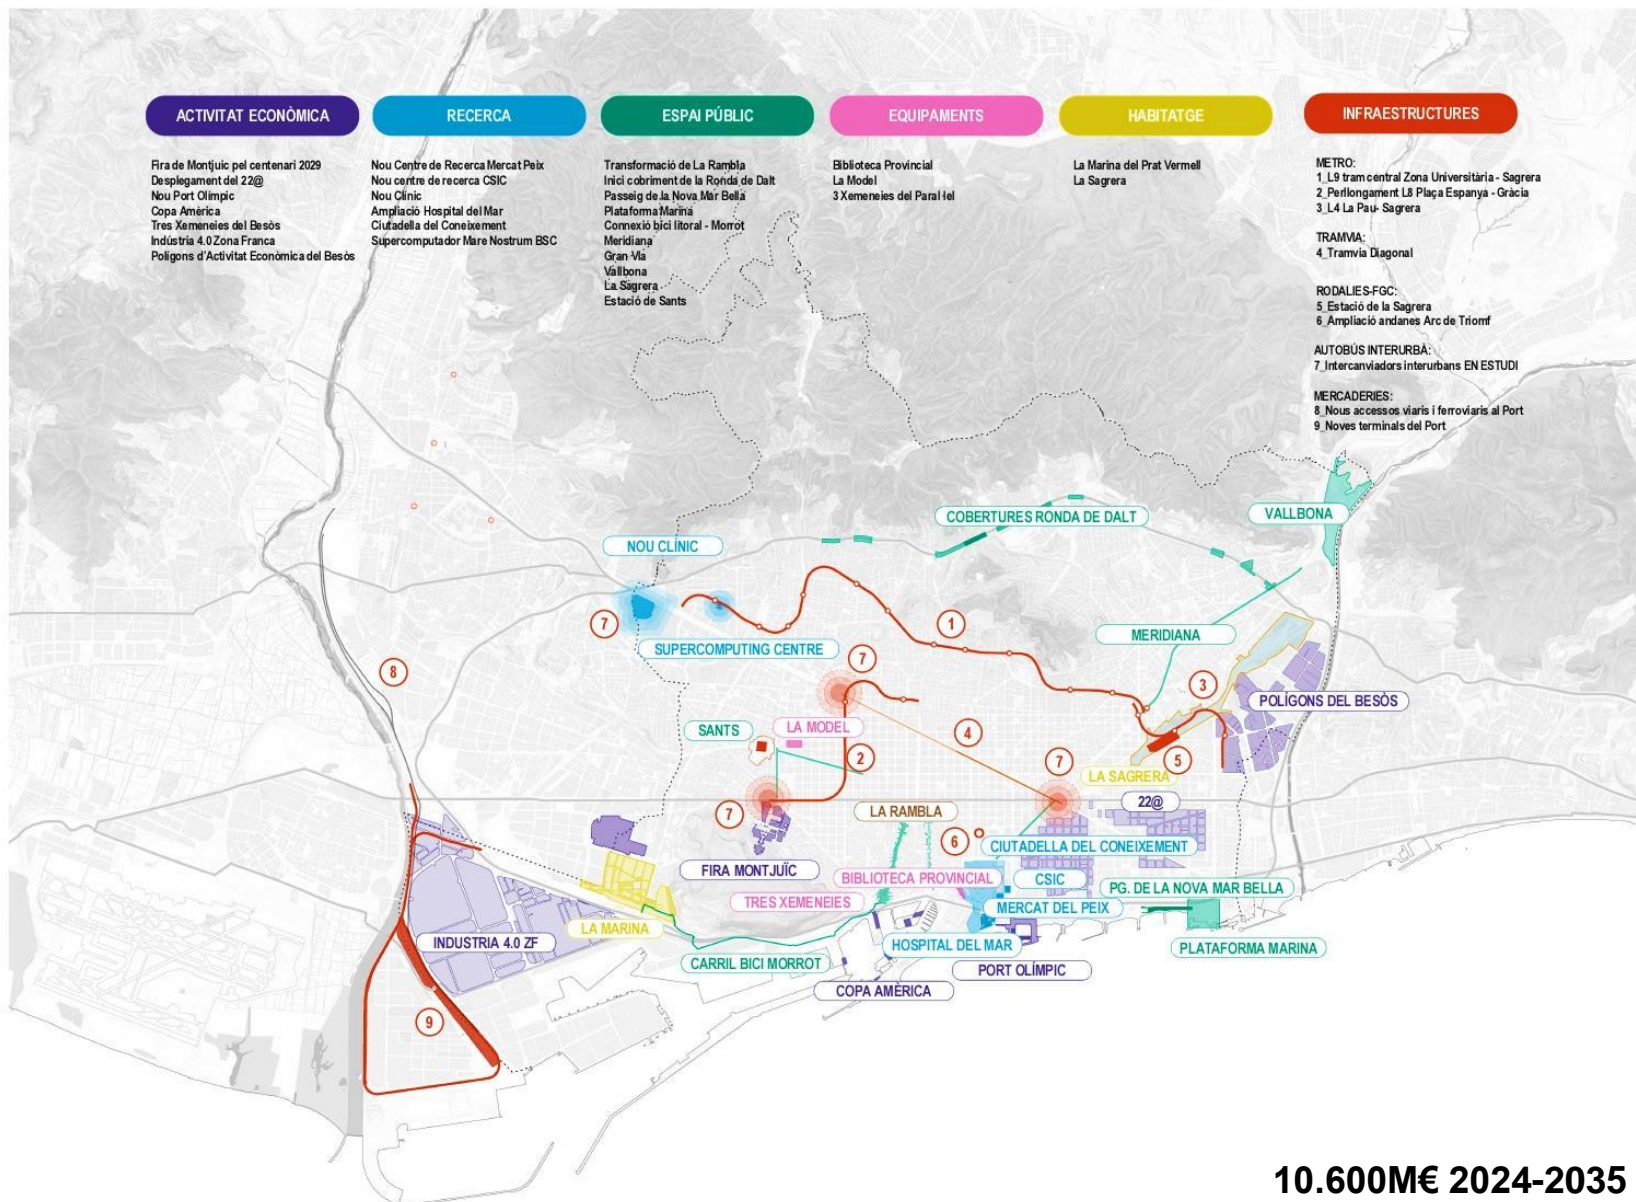 ACTIVITAT ECONÒMICA
Fira de Montjuic pel centenari 2029
Desplegament del 22@
Nou Port Olímpic
Copa Amèrica
Tres Xemeneies del Besòs
Indústria 4.0 Zona Franca
Polígons d'Activitat Econòmica del Besòs
RECERCA
Nou Centre de Recerca Mercat Peix
Nou centre de recerca CSIC
Nou Clínic
Ampliació Hospital del Mar
Ciutadella del Coneixement
Supercomputador Mare Nostrum BSC
ESPAI PÚBLIC
Transformació de La Rambla
Inici cobriment de la Ronda de Dalt
Passeig de la Nova Mar Bella
Plataforma Marina
Connexió bici litoral - Morrot
Meridiana
Gran Via
Vallbona
La Sagrera
Estació de Sants
EQUIPAMENTS
Biblioteca Provincial
La Model
3 Xemeneies del Paral·lel
HABITATGE
La Marina del Prat Vermell
La Sagrera
INFRAESTRUCTURES
METRO:
1_L9 tram central Zona Universitària - Sagrera
2_Perllongament L8 Plaça Espanya - Gràcia
3_L4 La Pau- Sagrera
TRAMVIA:
4_Tramvia Diagonal
RODALIES-FGC:
5_Estació de la Sagrera
6_Ampliació andanes Arc de Triomf
AUTOBÚS INTERURBÀ:
7_Intercanviadors interurbans EN ESTUDI
MERCADERIES:
8_Nous accessos viaris i ferroviaris al Port
9_Noves terminals del Port
COBERTURES RONDA DE DALT
VALLBONA
NOU CLÍNIC
7
1
MERIDIANA
SUPERCOMPUTING CENTRE
7
8
3
POLÍGONS DEL BESÒS
SANTS
LA MODEL
4
2
7
5
LA SAGRERA
22@
7
LA RAMBLA
6
CIUTADELLA DEL CONEIXEMENT
FIRA MONTJUÏC
BIBLIOTECA PROVINCIAL
CSIC
PG. DE LA NOVA MAR BELLA
TRES XEMENEIES
MERCAT DEL PEIX
LA MARINA
INDUSTRIA 4.0 ZF
HOSPITAL DEL MAR
PLATAFORMA MARINA
CARRIL BICI MORROT
PORT OLÍMPIC
COPA AMÈRICA
9
10.600M€ 2024-2035